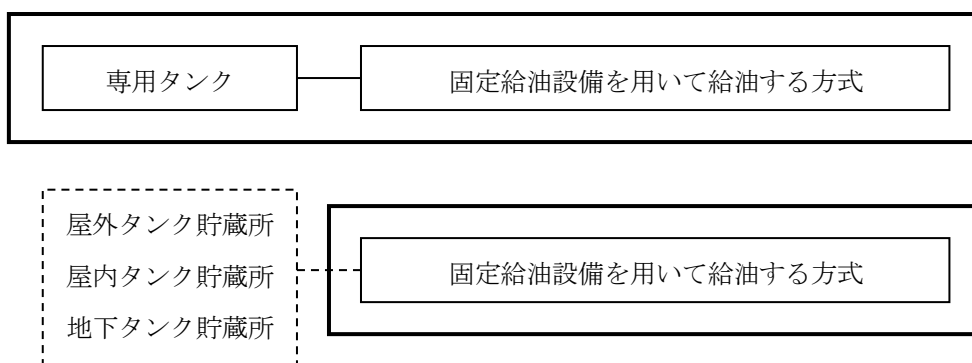 専用タンク
固定給油設備を用いて給油する方式
屋外タンク貯蔵所
屋内タンク貯蔵所
地下タンク貯蔵所
固定給油設備を用いて給油する方式